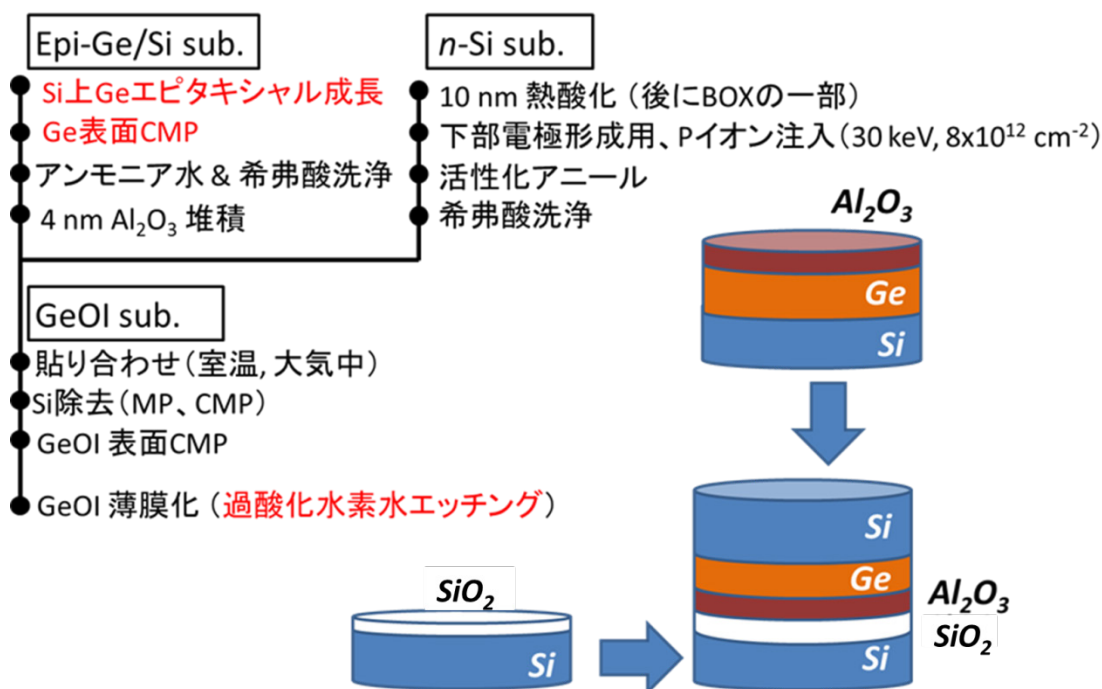 Epi-Ge/Si sub.
Si上Geエピタキシャル成長
Ge表面CMP
アンモニア水 & 希弗酸洗浄
4 nm Al₂O₃ 堆積
n-Si sub.
10 nm 熱酸化（後にBOXの一部）
下部電極形成用、Pイオン注入（30 keV, 8x10¹² cm⁻²）
活性化アニール
希弗酸洗浄
GeOI sub.
貼り合わせ（室温, 大気中）
Si除去（MP、CMP）
GeOI 表面CMP
GeOI 薄膜化（過酸化水素水エッチング）
Al₂O₃
Ge
Si
Si
Ge
Al₂O₃
SiO₂
Si
SiO₂
Si